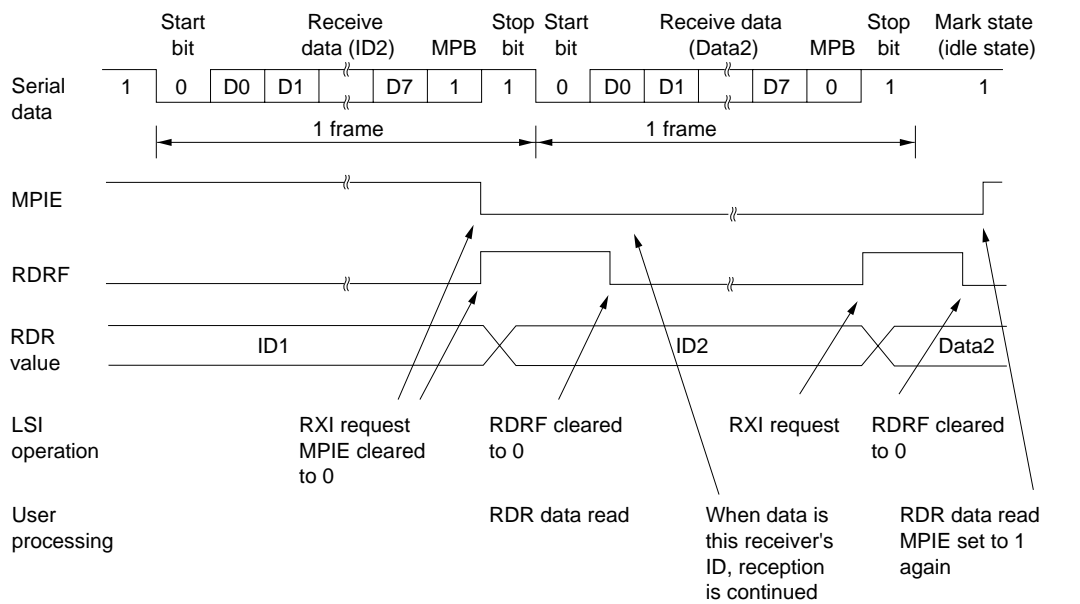 Start bit
Receive data (ID2)
MPB
Stop bit
Start bit
Receive data (Data2)
MPB
Stop bit
Mark state (idle state)
Serial data
1 0 D0 D1 D7 1 1 0 D0 D1 D7 0 1 1
1 frame 1 frame
MPIE
RDRF
RDR value
ID1 ID2 Data2
LSI operation
RXI request
MPIE cleared
to 0
RDRF cleared
to 0
RXI request
RDRF cleared
to 0
User processing
RDR data read
When data is
this receiver's
ID, reception
is continued
RDR data read
MPIE set to 1
again